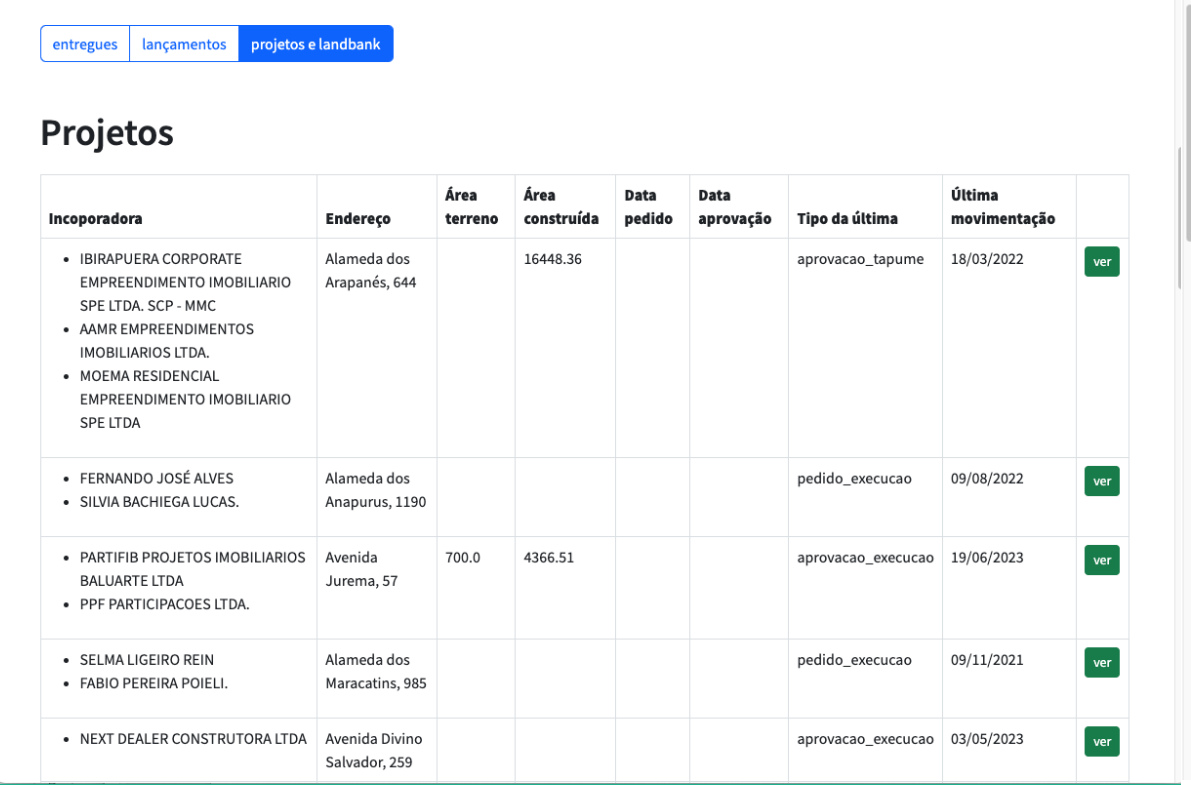 entregues lançamentos projetos e landbank
Projetos
Incoporadora Endereço Área terreno Área construída Data pedido Data aprovação Tipo da última Última movimentação
IBIRAPUERA CORPORATE EMPREENDIMENTO IMOBILIARIO SPE LTDA. SCP - MMC
AAMR EMPREENDIMENTOS IMOBILIARIOS LTDA.
MOEMA RESIDENCIAL EMPREENDIMENTO IMOBILIARIO SPE LTDA
Alameda dos Arapanés, 644 16448.36 aprovacao_tapume 18/03/2022 ver
FERNANDO JOSÉ ALVES
SILVIA BACHIEGA LUCAS.
Alameda dos Anapurus, 1190 pedido_execucao 09/08/2022 ver
PARTIFIB PROJETOS IMOBILIARIOS BALUARTE LTDA
PPF PARTICIPACOES LTDA.
Avenida Jurema, 57 700.0 4366.51 aprovacao_execucao 19/06/2023 ver
SELMA LIGEIRO REIN
FABIO PEREIRA POIELI.
Alameda dos Maracatins, 985 pedido_execucao 09/11/2021 ver
NEXT DEALER CONSTRUTORA LTDA
Avenida Divino Salvador, 259 aprovacao_execucao 03/05/2023 ver